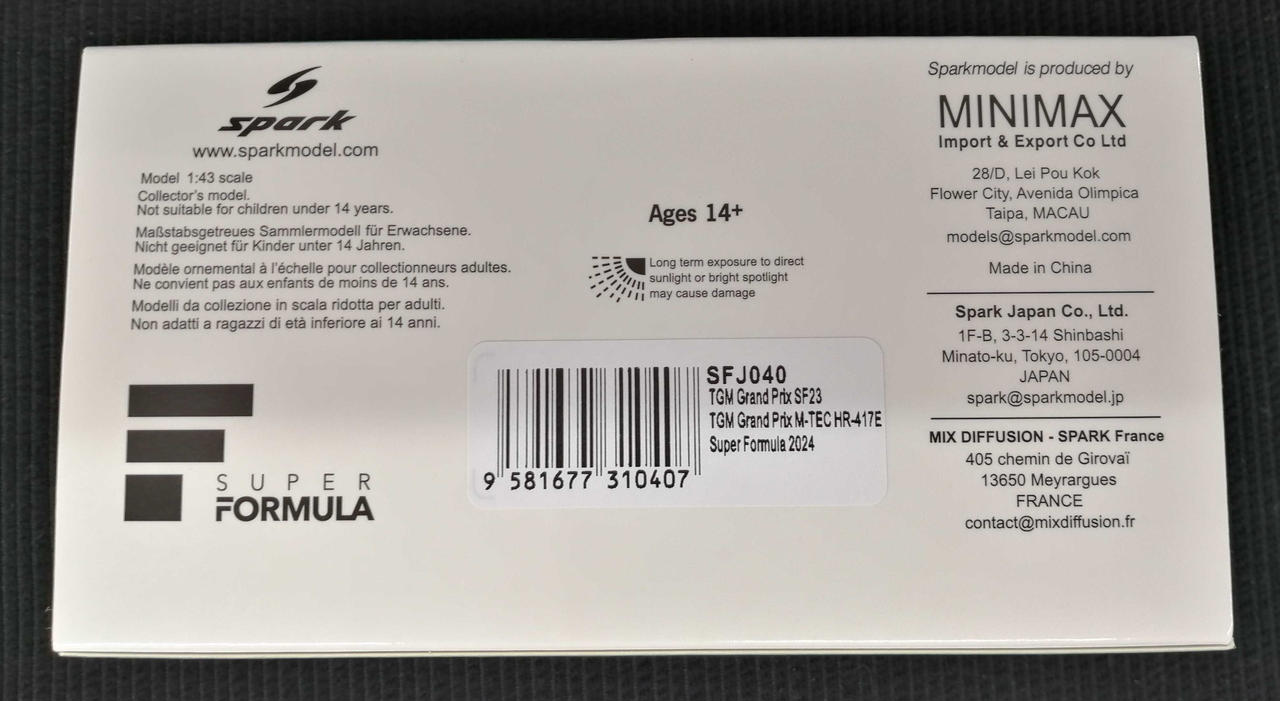 spark
www.sparkmodel.com
Model 1:43 scale
Collector's model.
Not suitable for children under 14 years.
Maßstabsgetreues Sammlermodell für Erwachsene.
Nicht geeignet für Kinder unter 14 Jahren.
Modèle ornemental à l'échelle pour collectionneurs adultes.
Ne convient pas aux enfants de moins de 14 ans.
Modelli da collezione in scala ridotta per adulti.
Non adatti a ragazzi di età inferiore ai 14 anni.
SUPER
FORMULA
Ages 14+
Long term exposure to direct
sunlight or bright spotlight
may cause damage
SFJ040
TGM Grand Prix SF23
TGM Grand Prix M-TEC HR-417E
Super Formula 2024
9 581677 310407
Sparkmodel is produced by
MINIMAX
Import & Export Co Ltd
28/D, Lei Pou Kok
Flower City, Avenida Olimpica
Taipa, MACAU
models@sparkmodel.com
Made in China
Spark Japan Co., Ltd.
1F-B, 3-3-14 Shinbashi
Minato-ku, Tokyo, 105-0004
JAPAN
spark@sparkmodel.jp
MIX DIFFUSION - SPARK France
405 chemin de Girovaï
13650 Meyrargues
FRANCE
contact@mixdiffusion.fr